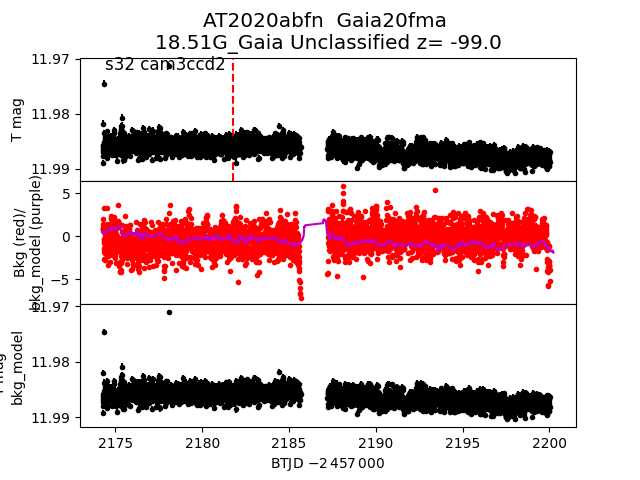 AT2020abfn Gaia20fma
18.51G_Gaia Unclassified z= -99.0
s32 cam3ccd2
11.97
11.98
11.99
T mag
5
0
−5
Bkg (red)/
bkg_model (purple)
11.97
11.98
11.99
T mag
bkg_model
2175 2180 2185 2190 2195 2200
BTJD −2 457 000